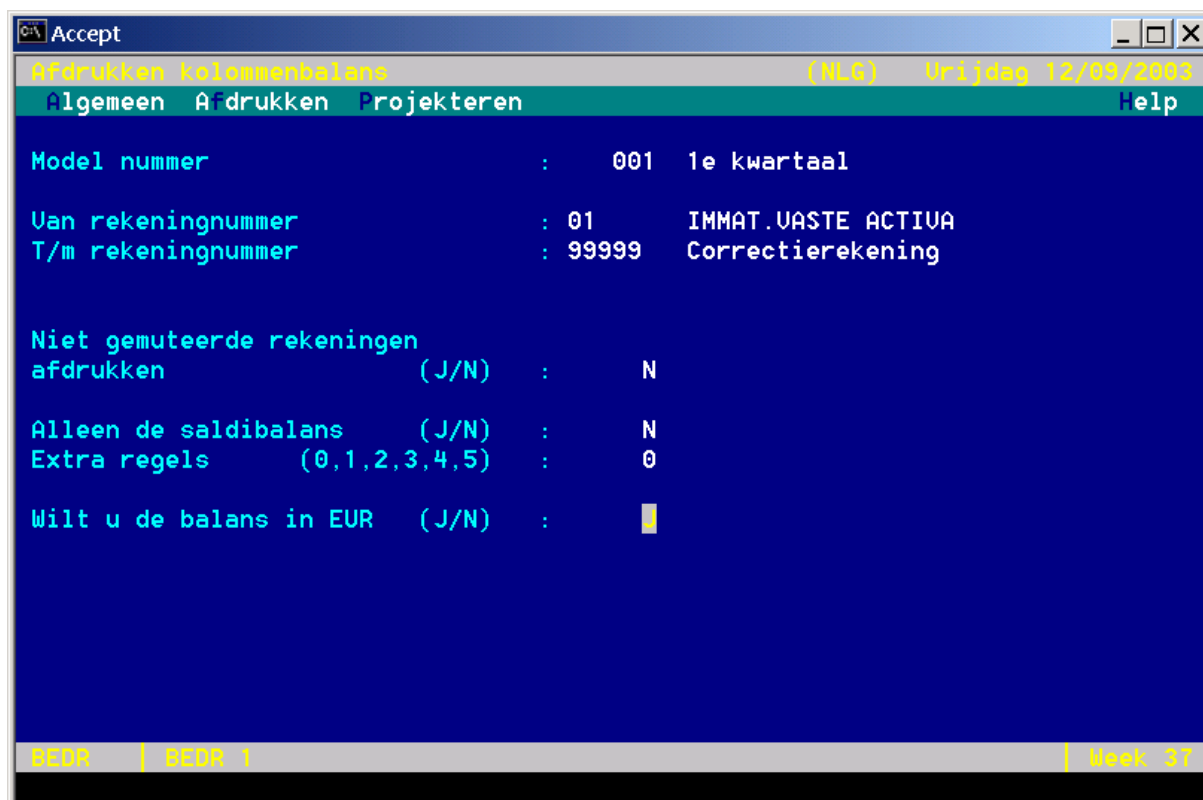 Accept
Afdrukken kolommenbalans (NLG) Vrijdag 12/09/2003
Algemeen Afdrukken Projekteren Help
Model nummer : 001 1e kwartaal
Van rekeningnummer : 01 IMMAT.VASTE ACTIVA
T/m rekeningnummer : 99999 Correctierekening
Niet gemuteerde rekeningen
afdrukken (J/N) : N
Alleen de saldibalans (J/N) : N
Extra regels (0,1,2,3,4,5) : 0
Wilt u de balans in EUR (J/N) : J
BEDR BEDR 1 Week 37